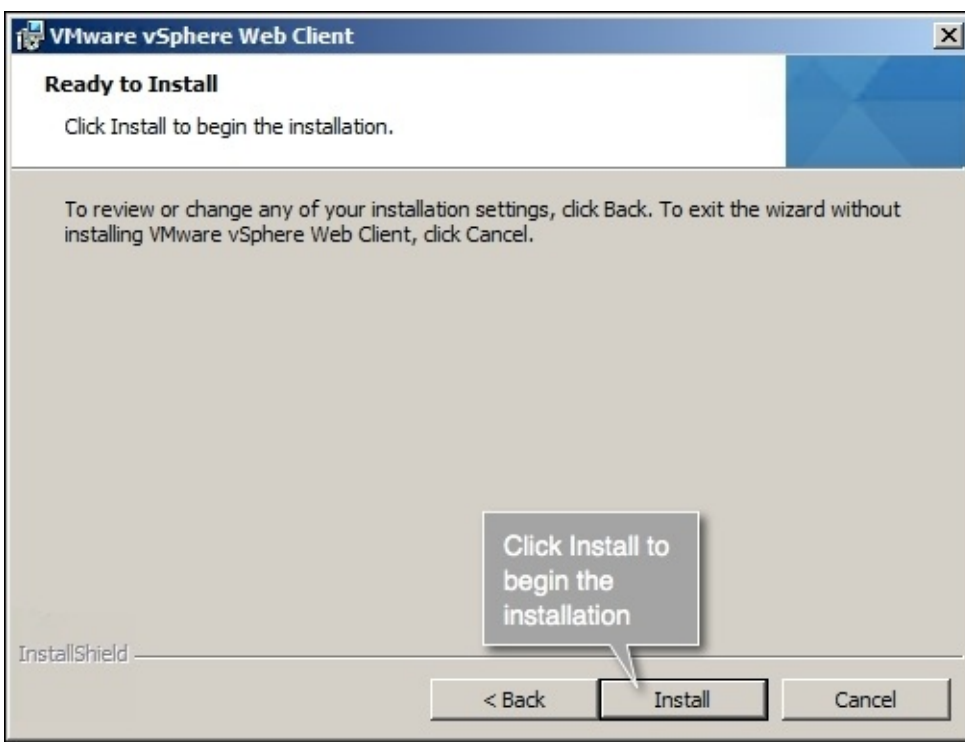 VMware vSphere Web Client
Ready to Install
Click Install to begin the installation.
To review or change any of your installation settings, click Back. To exit the wizard without
installing VMware vSphere Web Client, click Cancel.
Click Install to
begin the
installation
InstallShield
< Back
Install
Cancel